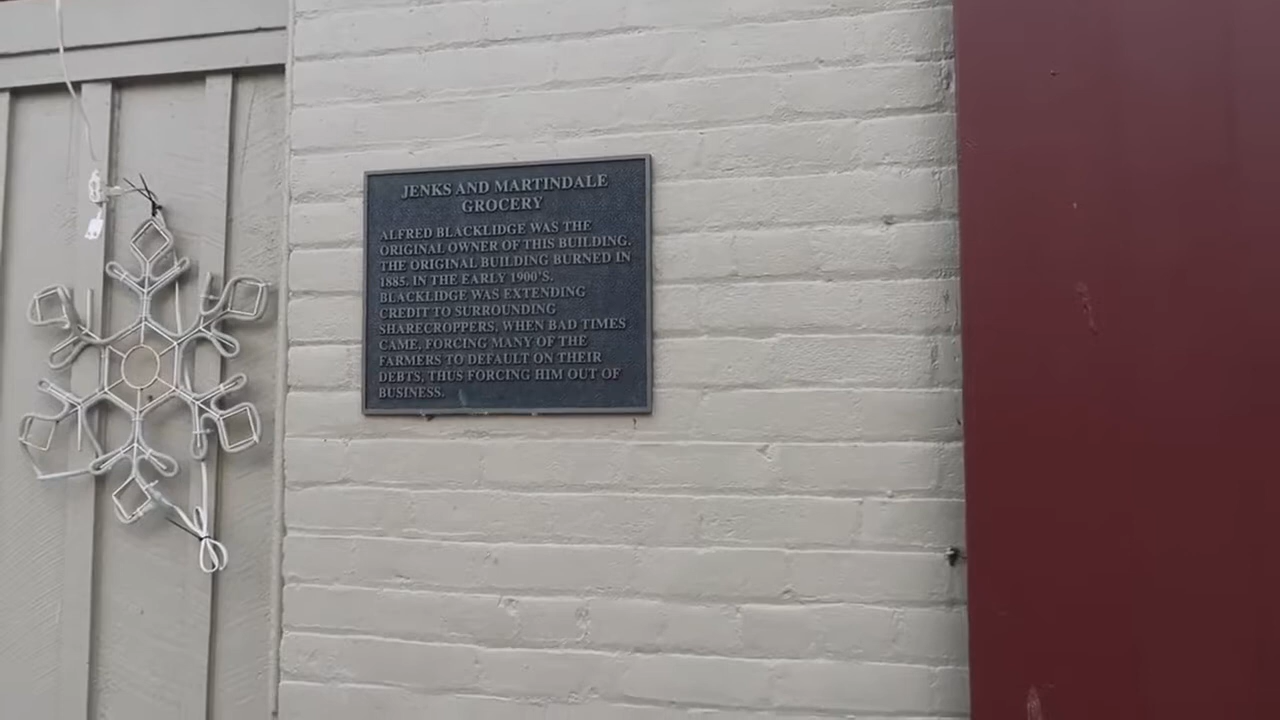 JENKS AND MARTINDALE
GROCERY
ALFRED BLACKLIDGE WAS THE
ORIGINAL OWNER OF THIS BUILDING.
THE ORIGINAL BUILDING BURNED IN
1885. IN THE EARLY 1900'S.
BLACKLIDGE WAS EXTENDING
CREDIT TO SURROUNDING
SHARECROPPERS, WHEN BAD TIMES
CAME, FORCING MANY OF THE
FARMERS TO DEFAULT ON THEIR
DEBTS, THUS FORCING HIM OUT OF
BUSINESS.